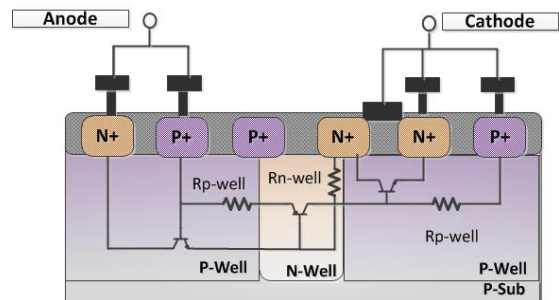 Anode
Cathode
N+
P+
P+
N+
N+
P+
Rp-well
Rn-well
Rp-well
P-Well
N-Well
P-Well
P-Sub